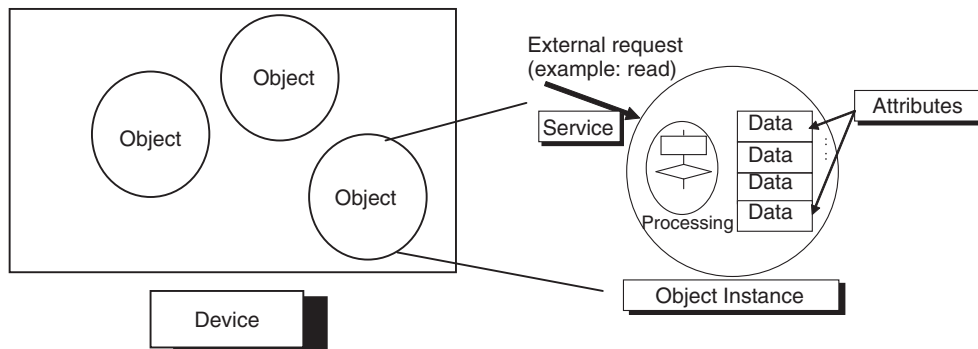 Object
Object
Object
Device
External request
(example: read)
Service
Processing
Data
Data
Data
Data
Attributes
Object Instance